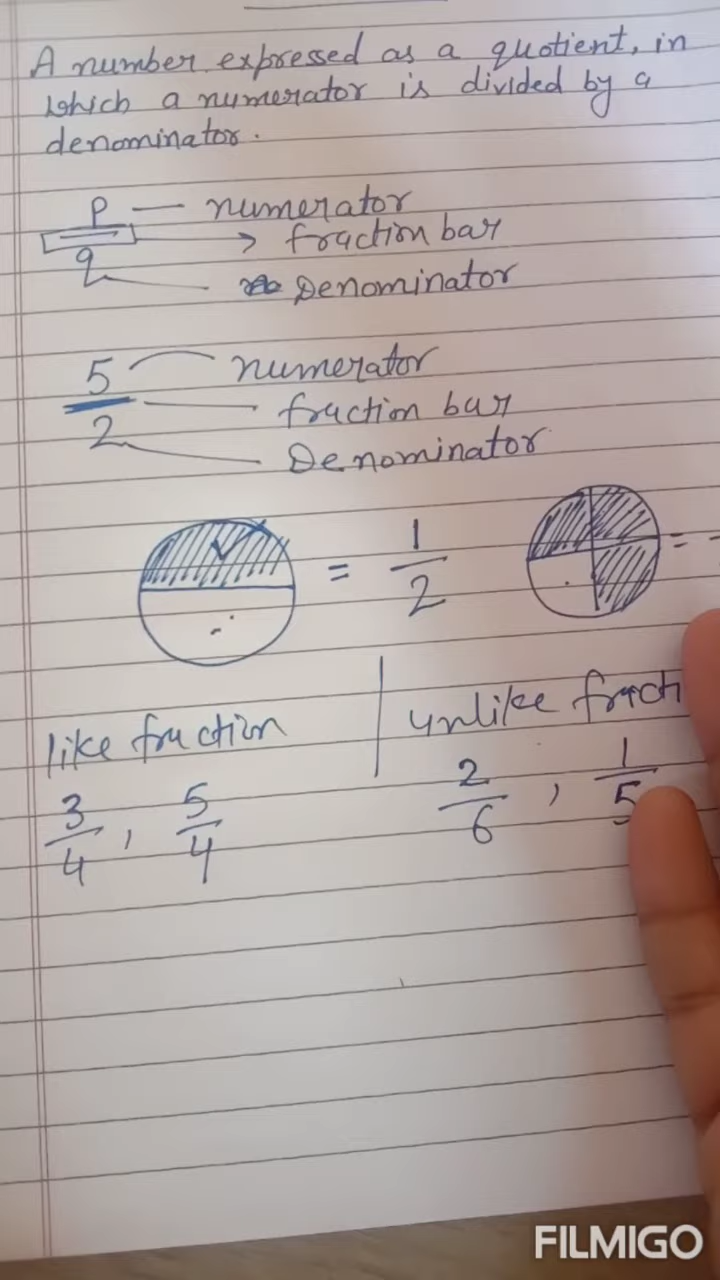 A number expressed as a quotient, in
which a numerator is divided by a
denominator.
P — numerator
→ fraction bar
q Denominator
5 numerator
fraction bar
2 Denominator
= 1/2 =
like fraction | unlike fracti
3/4, 5/4 2/6, 1/5
FILMIGO